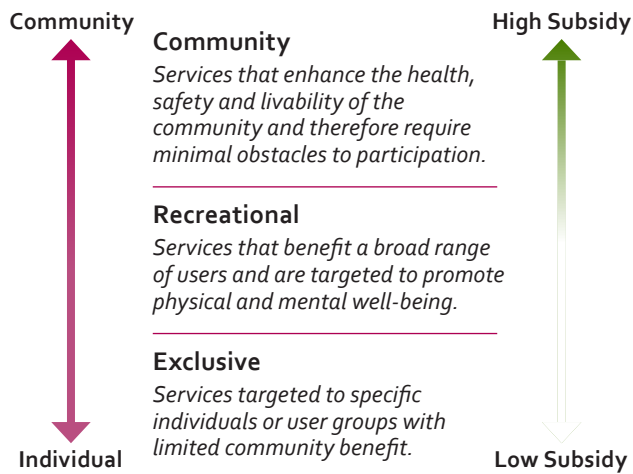 Community
High Subsidy
Community
Services that enhance the health,
safety and livability of the
community and therefore require
minimal obstacles to participation.
Recreational
Services that benefit a broad range
of users and are targeted to promote
physical and mental well-being.
Exclusive
Services targeted to specific
individuals or user groups with
limited community benefit.
Individual
Low Subsidy